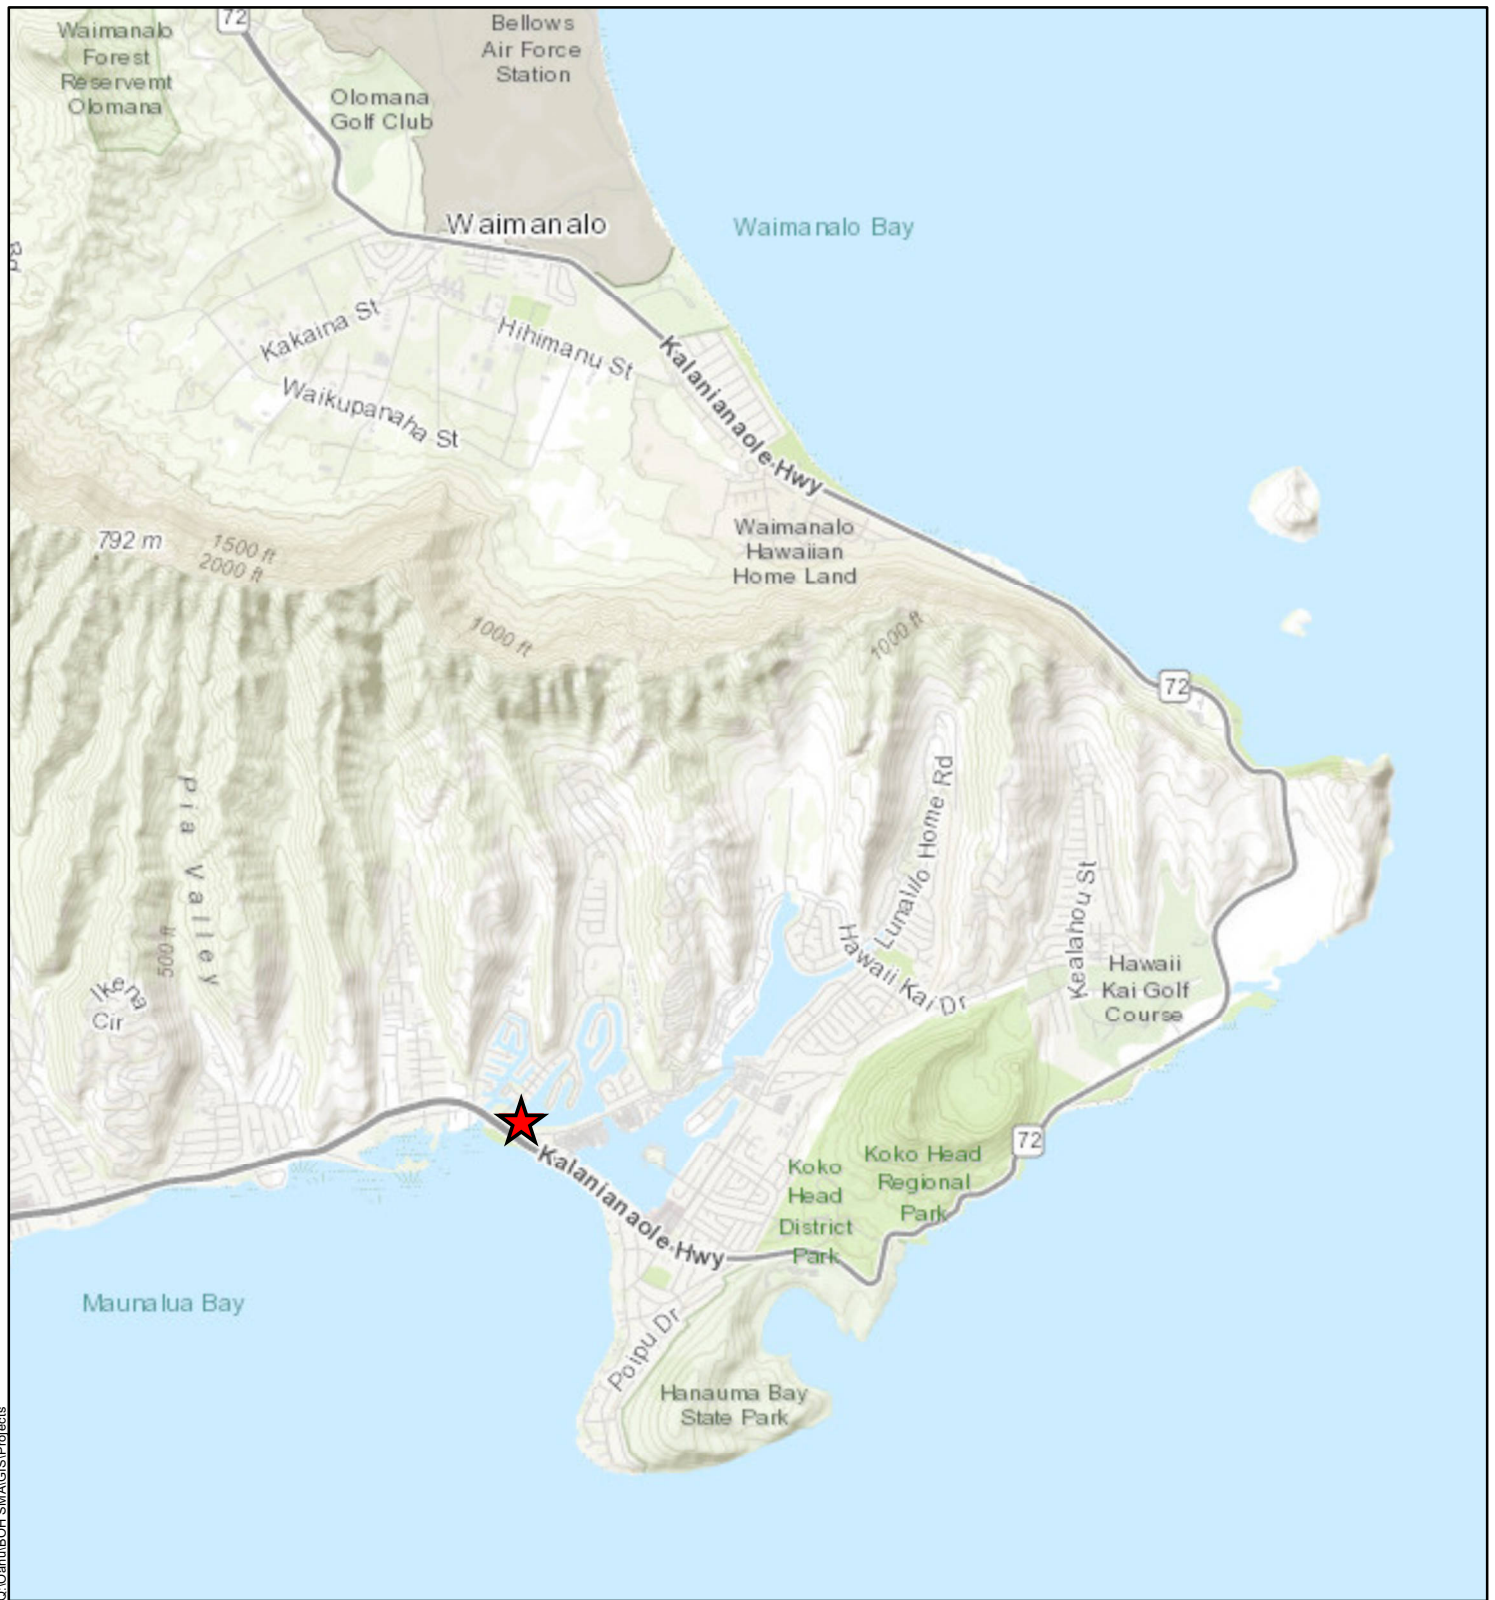 72
Waimanalo
Forest
Reservemt
Olomana
Bellows
Air Force
Station
Olomana
Golf Club
Waimanalo
Waimanalo Bay
Rd
Kakaina St
Hihimanu St
Kalanianaole Hwy
Waikupanaha St
792 m
1500 ft
2000 ft
Waimanalo
Hawaiian
Home Land
1000 ft
1000 ft
72
Pia Valley
500 ft
Lunalilo Home Rd
Kealahou St
Hawaii Kai Dr
Hawaii
Kai Golf
Course
Ikena
Cir
72
Kalanianaole Hwy
Koko
Head
District
Park
Koko Head
Regional
Park
Maunalua Bay
Poipu Dr
Hanauma Bay
State Park